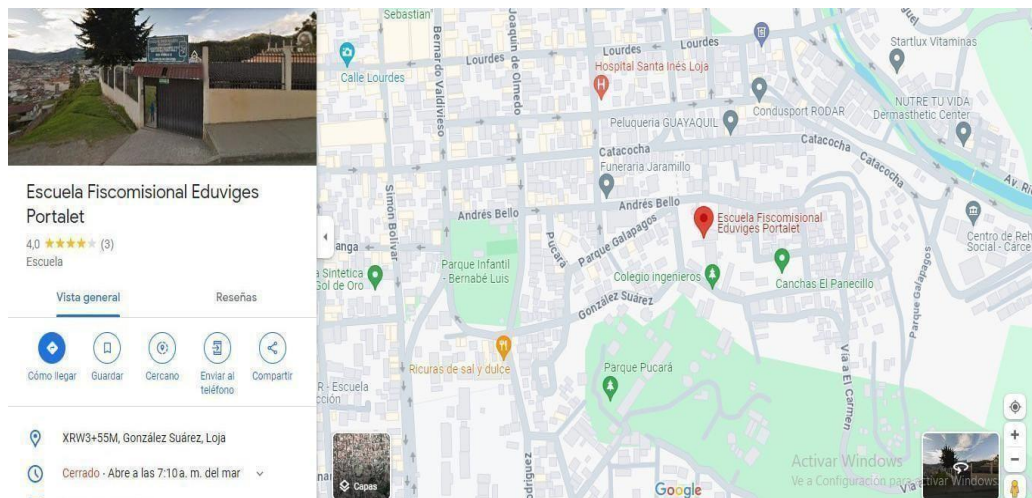 Escuela Fiscomisional Eduviges
Portalet
4,0 ★★★★★ (3)
Escuela
Vista general
Reseñas
Cómo llegar
Guardar
Cercano
Enviar al
teléfono
Compartir
XRW3+55M, González Suárez, Loja
Cerrado · Abre a las 7:10 a. m. del mar
Sebastian'
Bernardo Valdivieso
Joaquin de Olmedo
Lourdes
Lourdes
Lourdes
Calle Lourdes
Hospital Santa Inés Loja
Startlux Vitaminas
Condusport RODAR
NUTRE TU VIDA
Dermasthetic Center
Peluqueria GUAYAQUIL
Catacocha
Catacocha
Catacocha
Funeraria Jaramillo
Simón Bolívar
Andrés Bello
Andrés Bello
Escuela Fiscomisional
Eduviges Portalet
Av. Ri
Centro de Reh
Social - Cárce
anga
Pucará
Parque Galapagos
Parque Infantil
- Bernabé Luis
a Sintetica
Gol de Oro
Colegio ingenieros
Canchas El Panecillo
González Suárez
Parque Galapagos
Ricuras de sal y dulce
Parque Pucará
Vía a El Carmen
R - Escuela
cción
dríguez
Capas
Google
Activar Windows
Ve a Configuración para activar Windows.